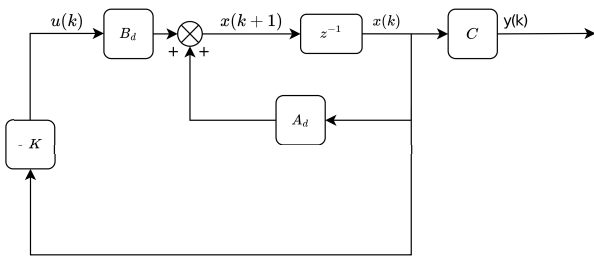 u(k)
B_d
+ +
x(k+1)
z^{-1}
x(k)
C
y(k)
A_d
- K